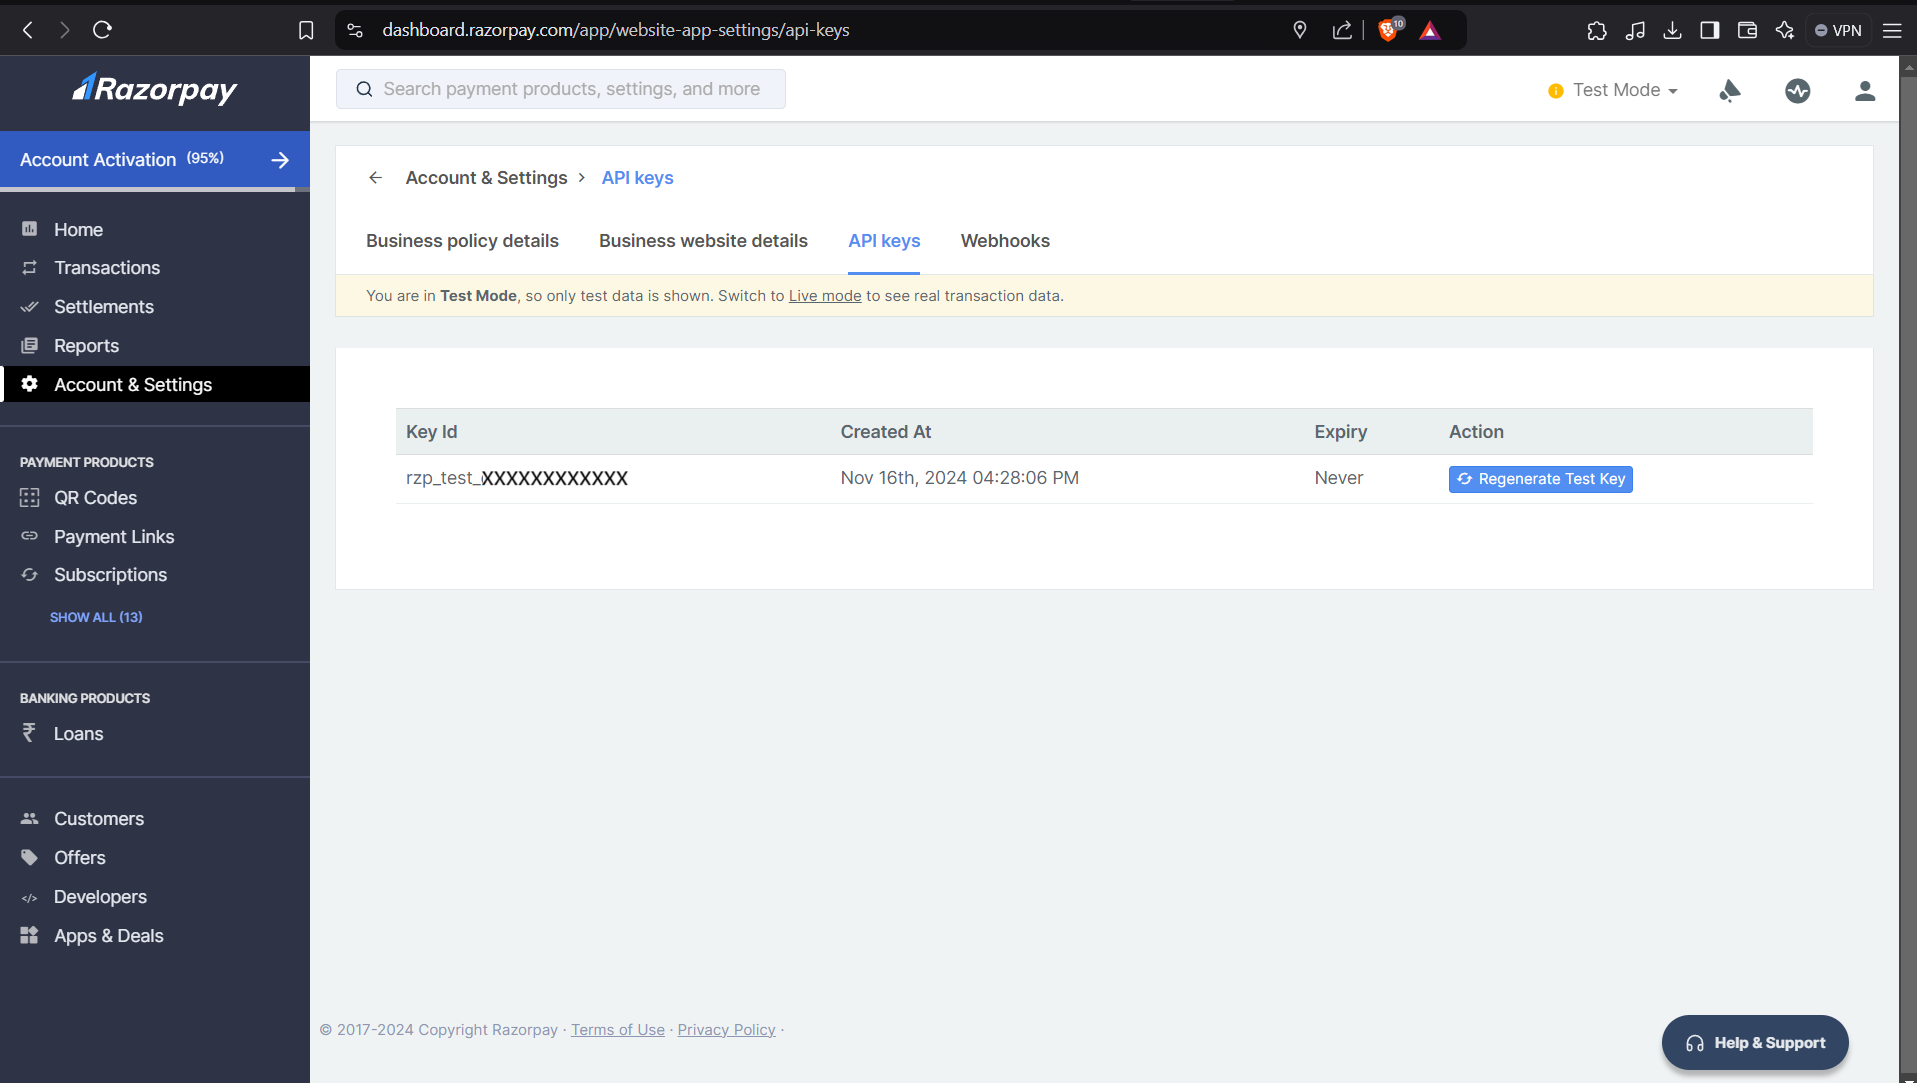 dashboard.razorpay.com/app/website-app-settings/api-keys
10
VPN
Razorpay
Search payment products, settings, and more
Test Mode
Account Activation (95%)
Home
Transactions
Settlements
Reports
Account & Settings
PAYMENT PRODUCTS
QR Codes
Payment Links
Subscriptions
SHOW ALL (13)
BANKING PRODUCTS
Loans
Customers
Offers
Developers
Apps & Deals
Account & Settings > API keys
Business policy details Business website details API keys Webhooks
You are in Test Mode, so only test data is shown. Switch to Live mode to see real transaction data.
Key Id Created At Expiry Action
rzp_test_XXXXXXXXXXXX Nov 16th, 2024 04:28:06 PM Never Regenerate Test Key
© 2017-2024 Copyright Razorpay · Terms of Use · Privacy Policy ·
Help & Support